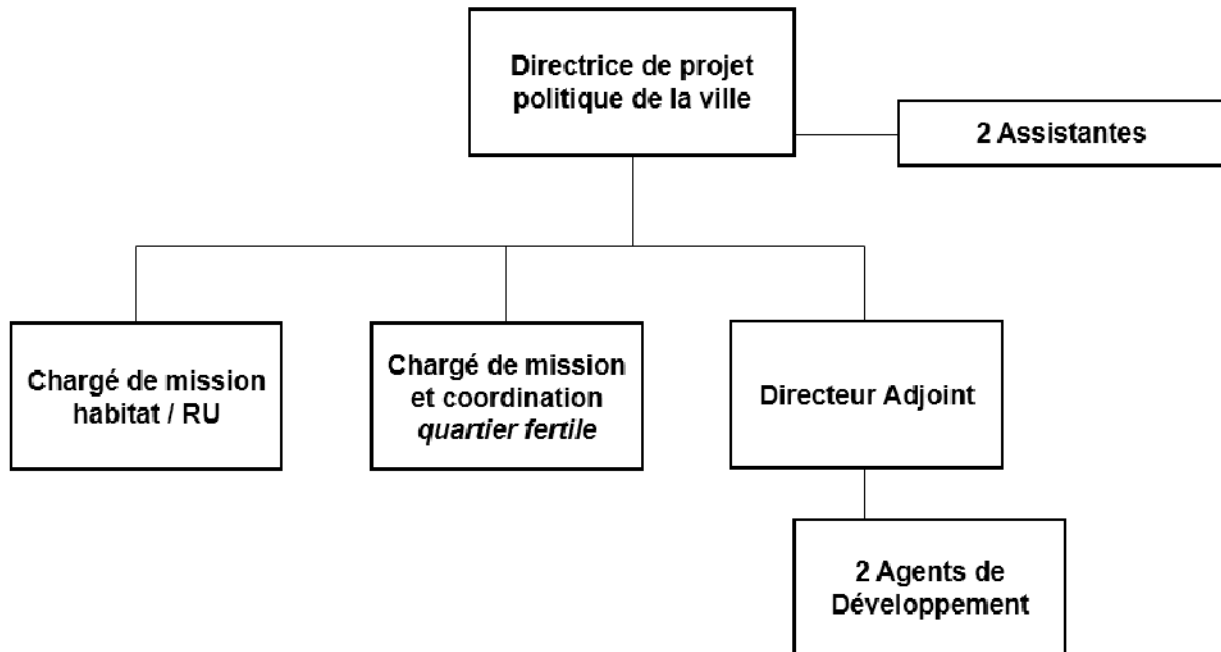 Directrice de projet
politique de la ville
2 Assistantes
Chargé de mission
habitat / RU
Chargé de mission
et coordination
quartier fertile
Directeur Adjoint
2 Agents de
Développement